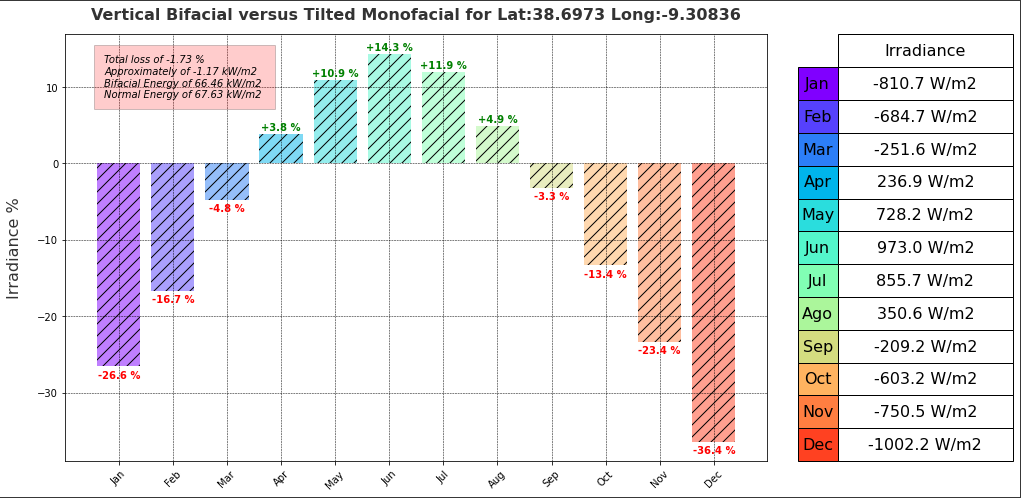 Vertical Bifacial versus Tilted Monofacial for Lat:38.6973 Long:-9.30836
Total loss of -1.73 %
Approximately of -1.17 kW/m2
Bifacial Energy of 66.46 kW/m2
Normal Energy of 67.63 kW/m2
Irradiance %
10
0
−10
−20
−30
-26.6 %
-16.7 %
-4.8 %
+3.8 %
+10.9 %
+14.3 %
+11.9 %
+4.9 %
-3.3 %
-13.4 %
-23.4 %
-36.4 %
Jan Feb Mar Apr May Jun Jul Aug Sep Oct Nov Dec
Irradiance
Jan -810.7 W/m2
Feb -684.7 W/m2
Mar -251.6 W/m2
Apr 236.9 W/m2
May 728.2 W/m2
Jun 973.0 W/m2
Jul 855.7 W/m2
Ago 350.6 W/m2
Sep -209.2 W/m2
Oct -603.2 W/m2
Nov -750.5 W/m2
Dec -1002.2 W/m2